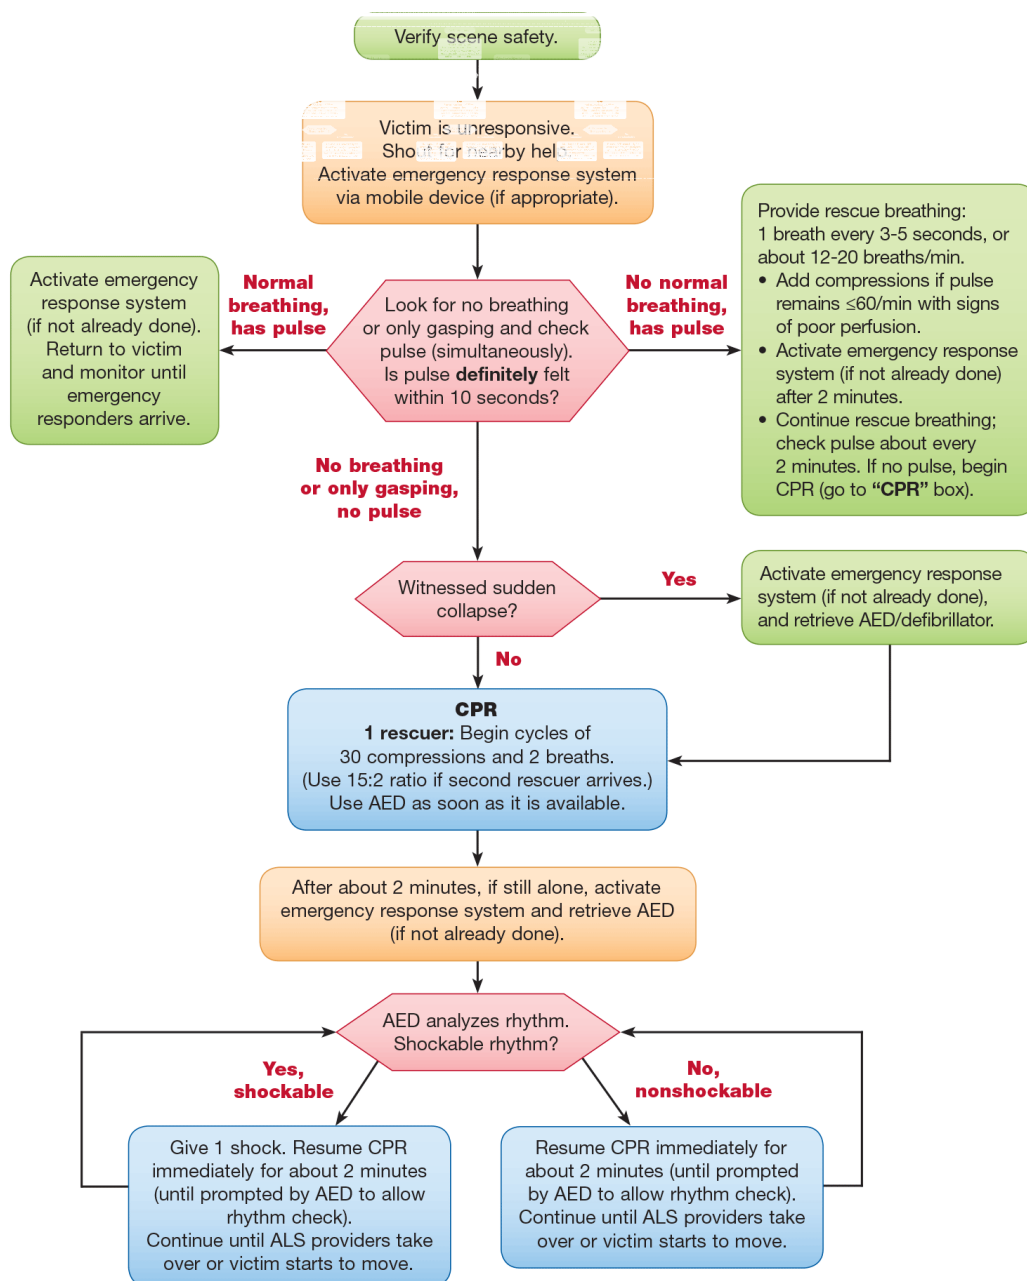 Verify scene safety.
Victim is unresponsive.
Shout for nearby help.
Activate emergency response system
via mobile device (if appropriate).
Normal
breathing,
has pulse
Activate emergency
response system
(if not already done).
Return to victim
and monitor until
emergency
responders arrive.
Look for no breathing
or only gasping and check
pulse (simultaneously).
Is pulse definitely felt
within 10 seconds?
No normal
breathing,
has pulse
Provide rescue breathing:
1 breath every 3-5 seconds, or
about 12-20 breaths/min.
• Add compressions if pulse
remains ≤60/min with signs
of poor perfusion.
• Activate emergency response
system (if not already done)
after 2 minutes.
• Continue rescue breathing;
check pulse about every
2 minutes. If no pulse, begin
CPR (go to “CPR” box).
No breathing
or only gasping,
no pulse
Witnessed sudden
collapse?
Yes
Activate emergency response
system (if not already done),
and retrieve AED/defibrillator.
No
CPR
1 rescuer: Begin cycles of
30 compressions and 2 breaths.
(Use 15:2 ratio if second rescuer arrives.)
Use AED as soon as it is available.
After about 2 minutes, if still alone, activate
emergency response system and retrieve AED
(if not already done).
AED analyzes rhythm.
Shockable rhythm?
Yes,
shockable
No,
nonshockable
Give 1 shock. Resume CPR
immediately for about 2 minutes
(until prompted by AED to allow
rhythm check).
Continue until ALS providers take
over or victim starts to move.
Resume CPR immediately for
about 2 minutes (until prompted
by AED to allow rhythm check).
Continue until ALS providers take
over or victim starts to move.